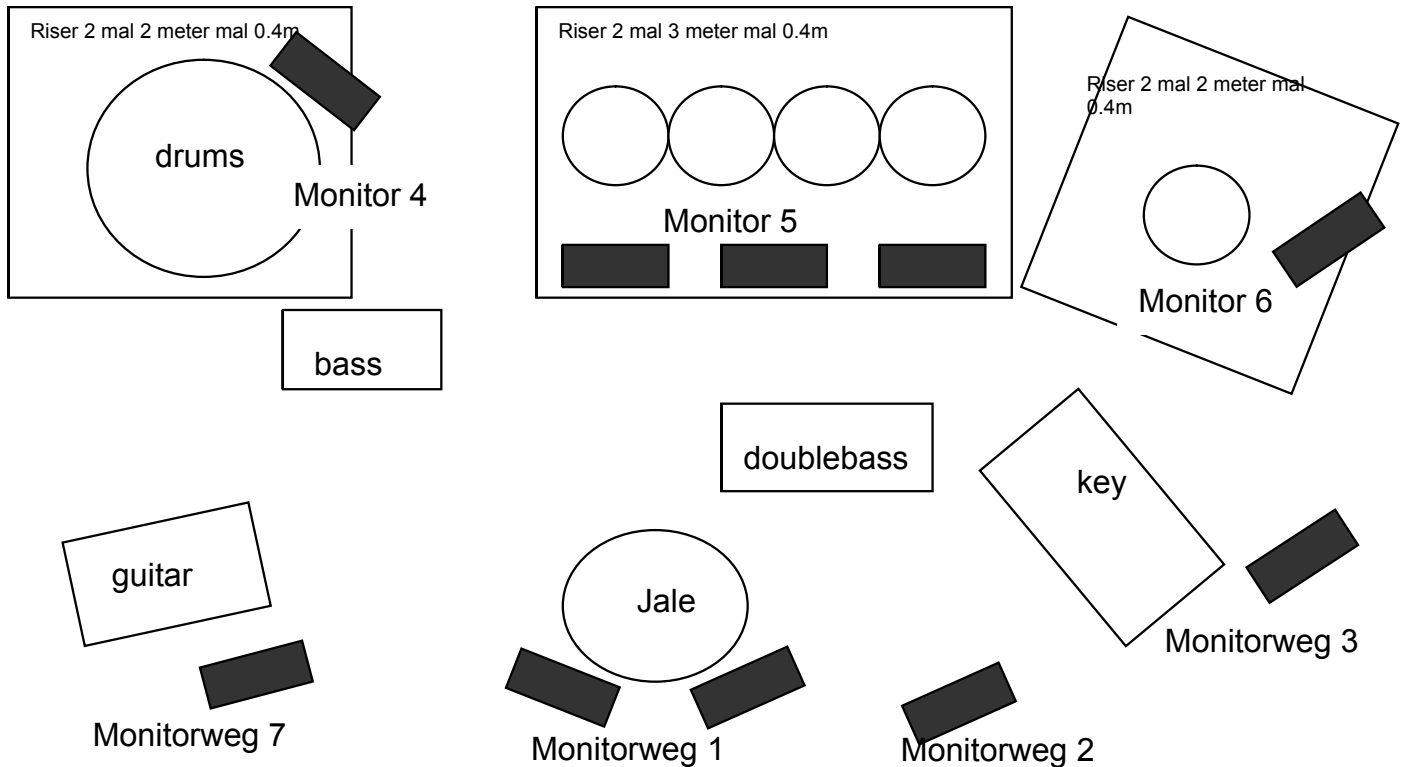 Riser 2 mal 2 meter mal 0.4m
Riser 2 mal 3 meter mal 0.4m
Riser 2 mal 2 meter mal
0.4m
drums
Monitor 4
Monitor 5
Monitor 6
bass
doublebass
key
guitar
Jale
Monitorweg 3
Monitorweg 7
Monitorweg 1
Monitorweg 2